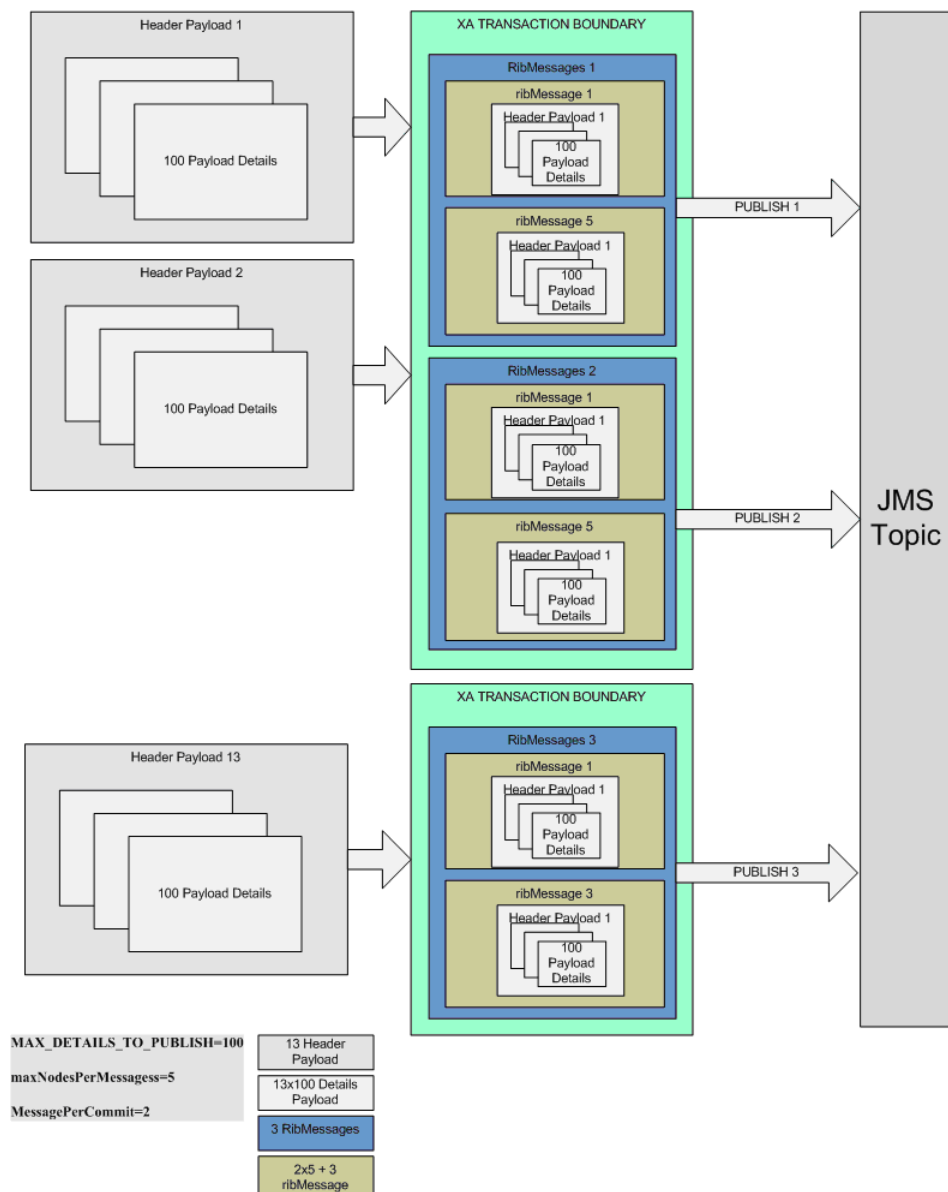 Header Payload 1
100 Payload Details
Header Payload 2
100 Payload Details
Header Payload 13
100 Payload Details
XA TRANSACTION BOUNDARY
RibMessages 1
ribMessage 1
Header Payload 1
100
Payload
Details
ribMessage 5
Header Payload 1
100
Payload
Details
RibMessages 2
ribMessage 1
Header Payload 1
100
Payload
Details
ribMessage 5
Header Payload 1
100
Payload
Details
XA TRANSACTION BOUNDARY
RibMessages 3
ribMessage 1
Header Payload 1
100
Payload
Details
ribMessage 3
Header Payload 1
100
Payload
Details
PUBLISH 1
PUBLISH 2
PUBLISH 3
JMS
Topic
MAX_DETAILS_TO_PUBLISH=100
maxNodesPerMessagess=5
MessagePerCommit=2
13 Header
Payload
13x100 Details
Payload
3 RibMessages
2x5 + 3
ribMessage